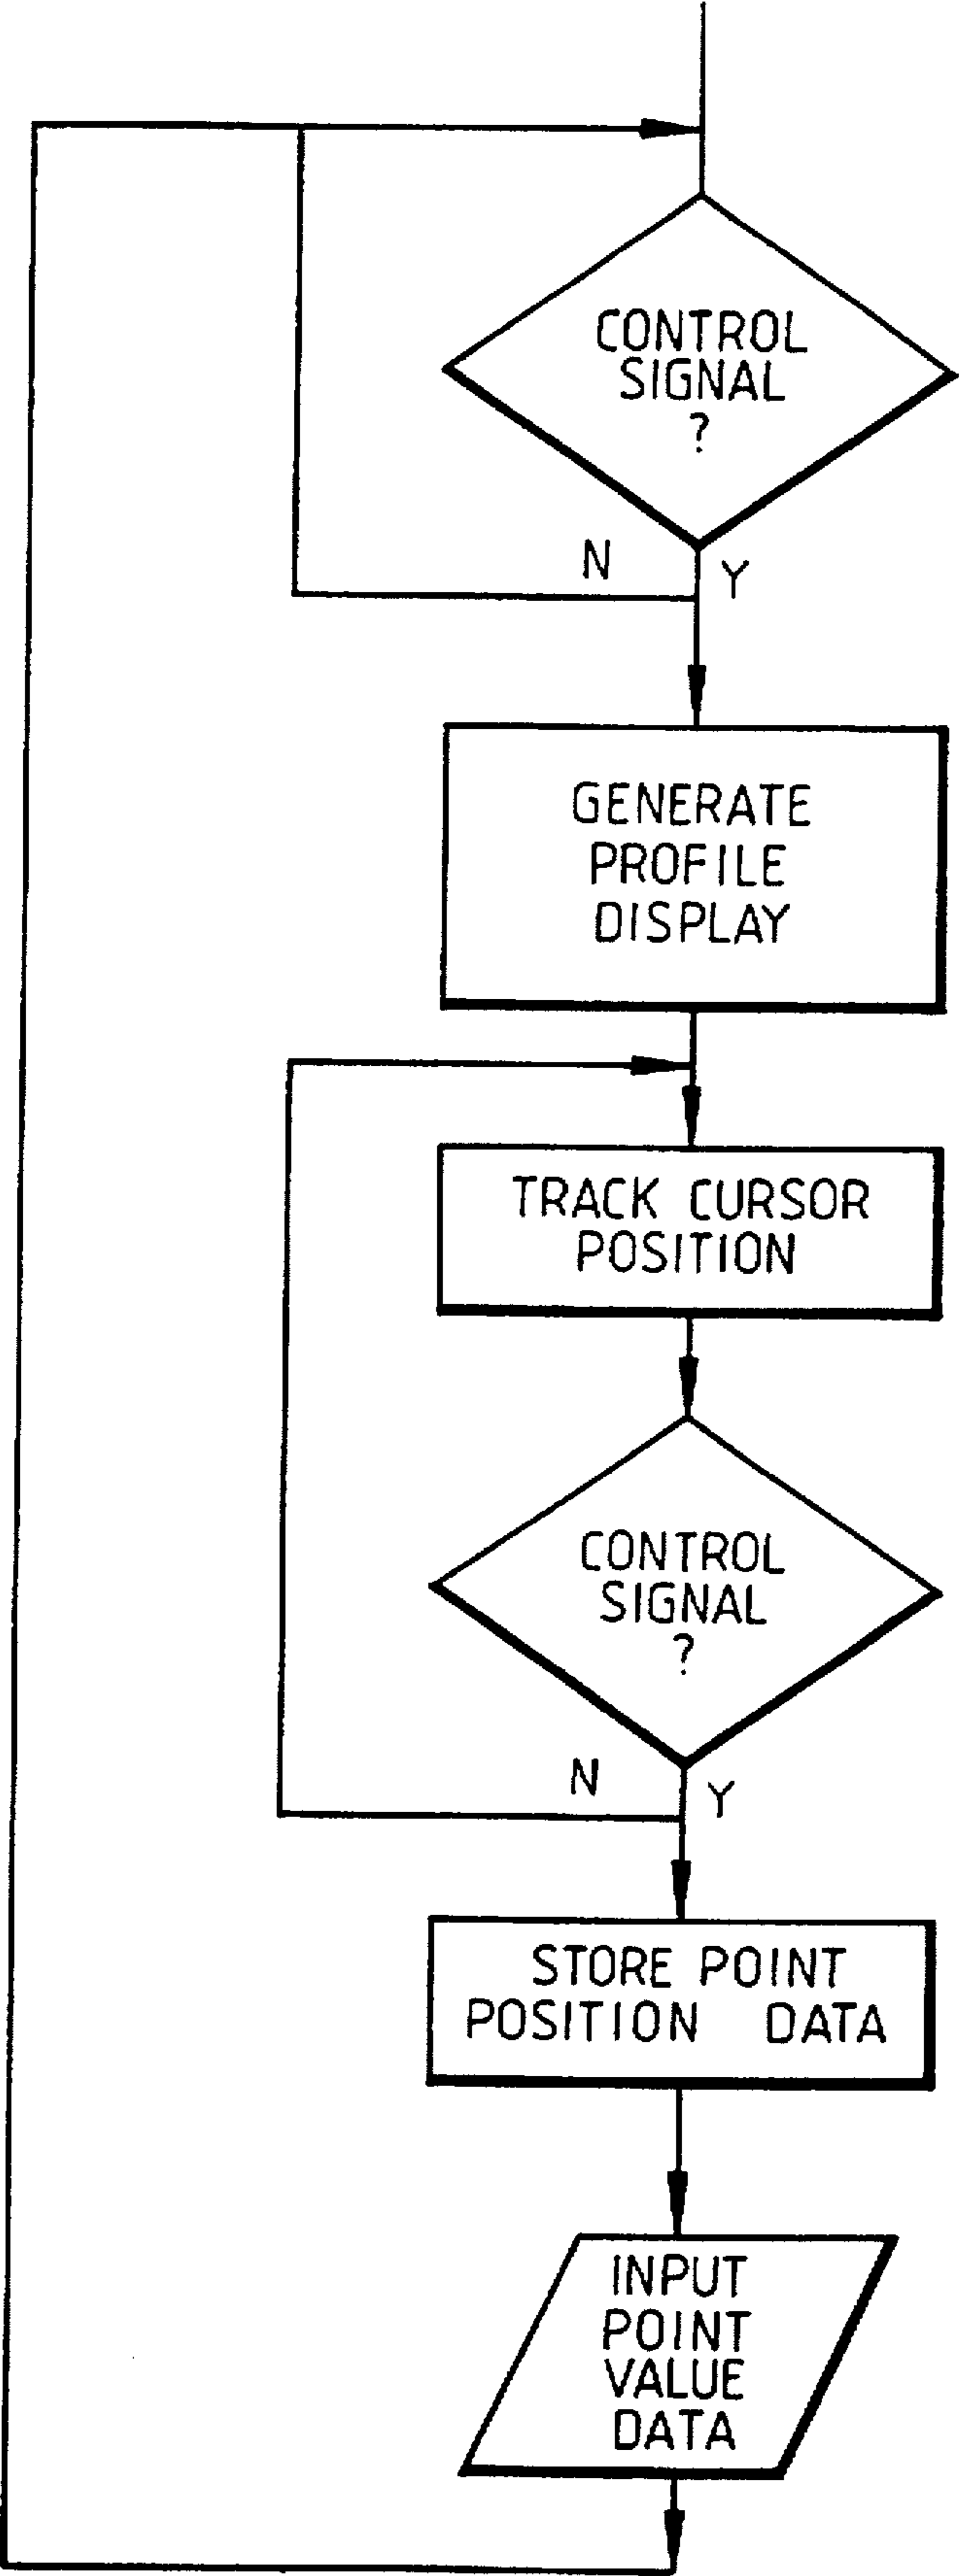 CONTROL
SIGNAL
?
N
Y
GENERATE
PROFILE
DISPLAY
TRACK CURSOR
POSITION
CONTROL
SIGNAL
?
N
Y
STORE POINT
POSITION DATA
INPUT
POINT
VALUE
DATA